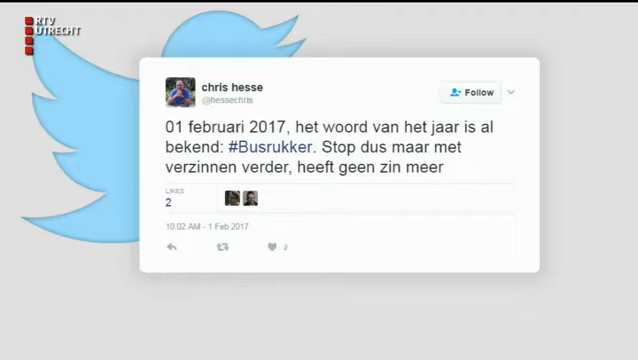 RTV
UTRECHT
chris hesse
@hessechris
Follow
01 februari 2017, het woord van het jaar is al
bekend: #Busrukker. Stop dus maar met
verzinnen verder, heeft geen zin meer
LIKES
2
10:02 AM - 1 Feb 2017
2